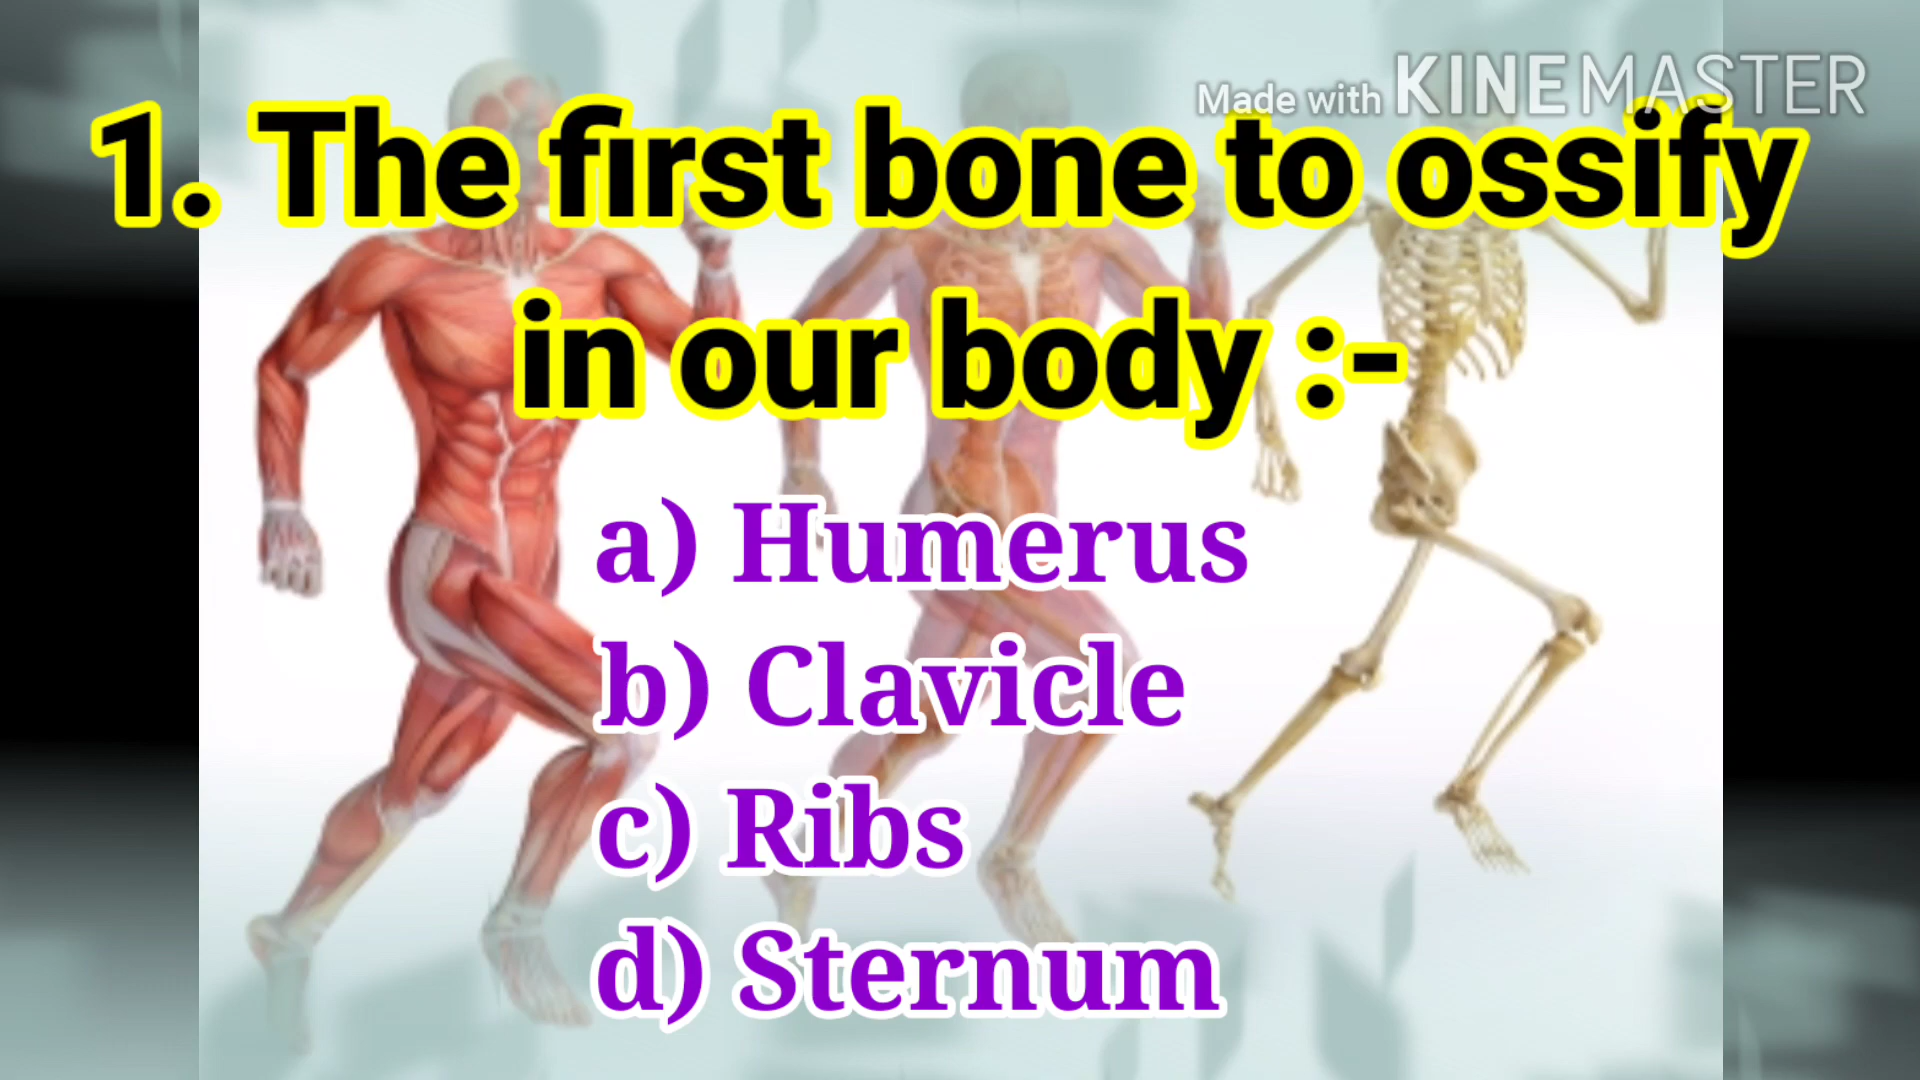 Made with KINEMASTER
1. The first bone to ossify
in our body :-
a) Humerus
b) Clavicle
c) Ribs
d) Sternum